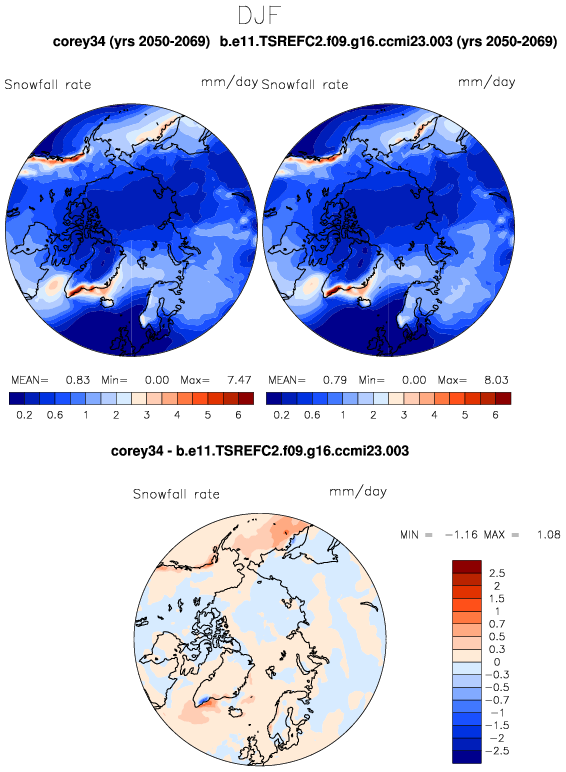 DJF
corey34 (yrs 2050-2069) b.e11.TSREFC2.f09.g16.ccmi23.003 (yrs 2050-2069)
Snowfall rate mm/day Snowfall rate mm/day
MEAN= 0.83 Min= 0.00 Max= 7.47 MEAN= 0.79 Min= 0.00 Max= 8.03
0.2 0.6 1 2 3 4 5 6 0.2 0.6 1 2 3 4 5 6
corey34 - b.e11.TSREFC2.f09.g16.ccmi23.003
Snowfall rate mm/day
MIN = -1.16 MAX = 1.08
2.5
2
1.5
1
0.7
0.5
0.3
0
-0.3
-0.5
-0.7
-1
-1.5
-2
-2.5